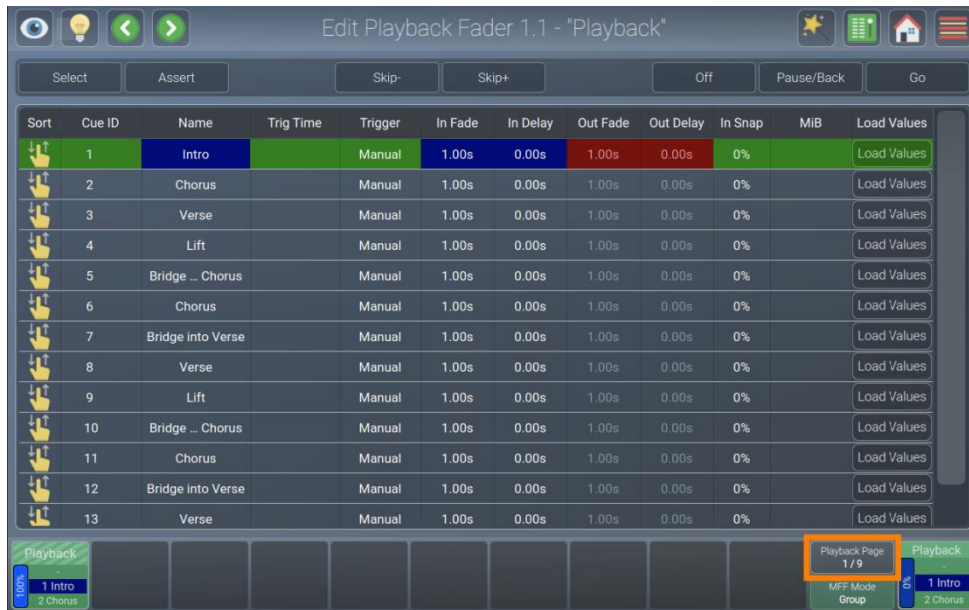 Edit Playback Fader 1.1 - "Playback"
Select Assert Skip- Skip+ Off Pause/Back Go
Sort Cue ID Name Trig Time Trigger In Fade In Delay Out Fade Out Delay In Snap MiB Load Values
1 Intro Manual 1.00s 0.00s 1.00s 0.00s 0% Load Values
2 Chorus Manual 1.00s 0.00s 1.00s 0.00s 0% Load Values
3 Verse Manual 1.00s 0.00s 1.00s 0.00s 0% Load Values
4 Lift Manual 1.00s 0.00s 1.00s 0.00s 0% Load Values
5 Bridge ... Chorus Manual 1.00s 0.00s 1.00s 0.00s 0% Load Values
6 Chorus Manual 1.00s 0.00s 1.00s 0.00s 0% Load Values
7 Bridge into Verse Manual 1.00s 0.00s 1.00s 0.00s 0% Load Values
8 Verse Manual 1.00s 0.00s 1.00s 0.00s 0% Load Values
9 Lift Manual 1.00s 0.00s 1.00s 0.00s 0% Load Values
10 Bridge ... Chorus Manual 1.00s 0.00s 1.00s 0.00s 0% Load Values
11 Chorus Manual 1.00s 0.00s 1.00s 0.00s 0% Load Values
12 Bridge into Verse Manual 1.00s 0.00s 1.00s 0.00s 0% Load Values
13 Verse Manual 1.00s 0.00s 1.00s 0.00s 0% Load Values
Playback
-
100%
1 Intro
2 Chorus
Playback Page
1 / 9
MFF Mode
Group
Playback
-
0%
1 Intro
2 Chorus